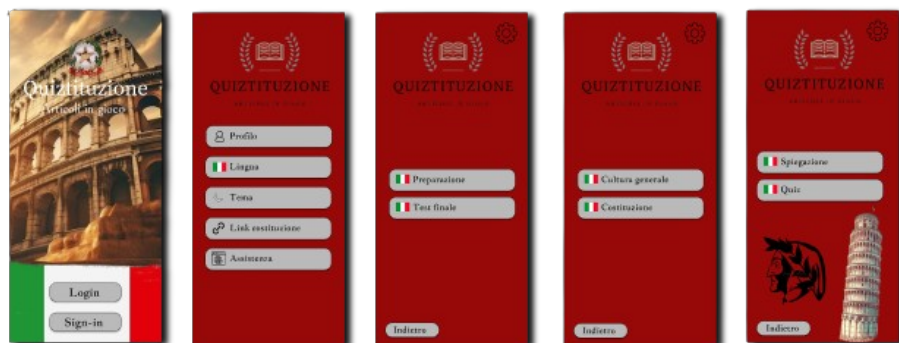 Quiztituzione
Articoli in gioco
Login
Sign-in
QUIZTITUZIONE
Profilo
Lingua
Tema
Link costituzione
Assistenza
QUIZTITUZIONE
Preparazione
Test finale
Indietro
QUIZTITUZIONE
Cultura generale
Costituzione
Indietro
QUIZTITUZIONE
Spiegazione
Quiz
Indietro